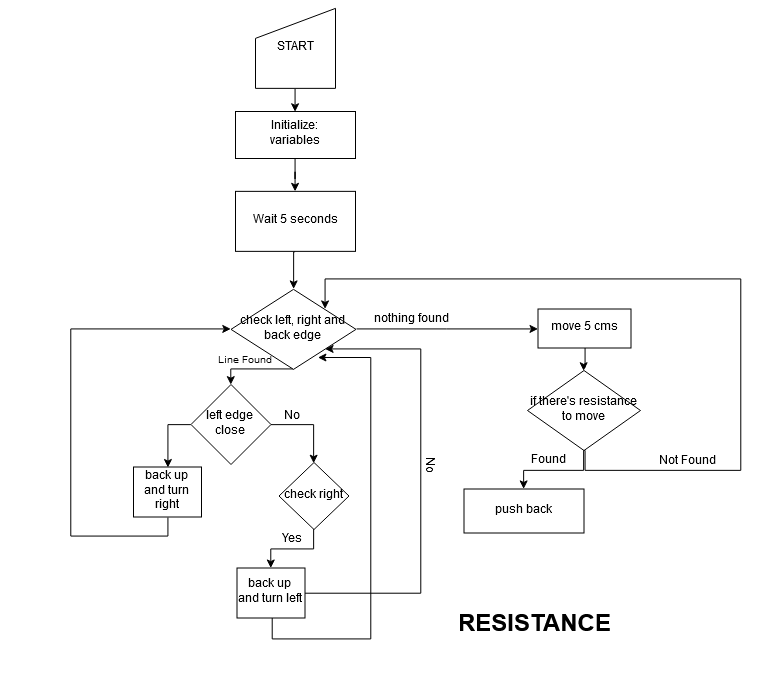 START
Initialize:
variables
Wait 5 seconds
check left, right and
back edge
nothing found
move 5 cms
Line Found
left edge
close
No
if there's resistance
to move
Found
Not Found
back up
and turn
right
check right
No
push back
Yes
back up
and turn left
RESISTANCE